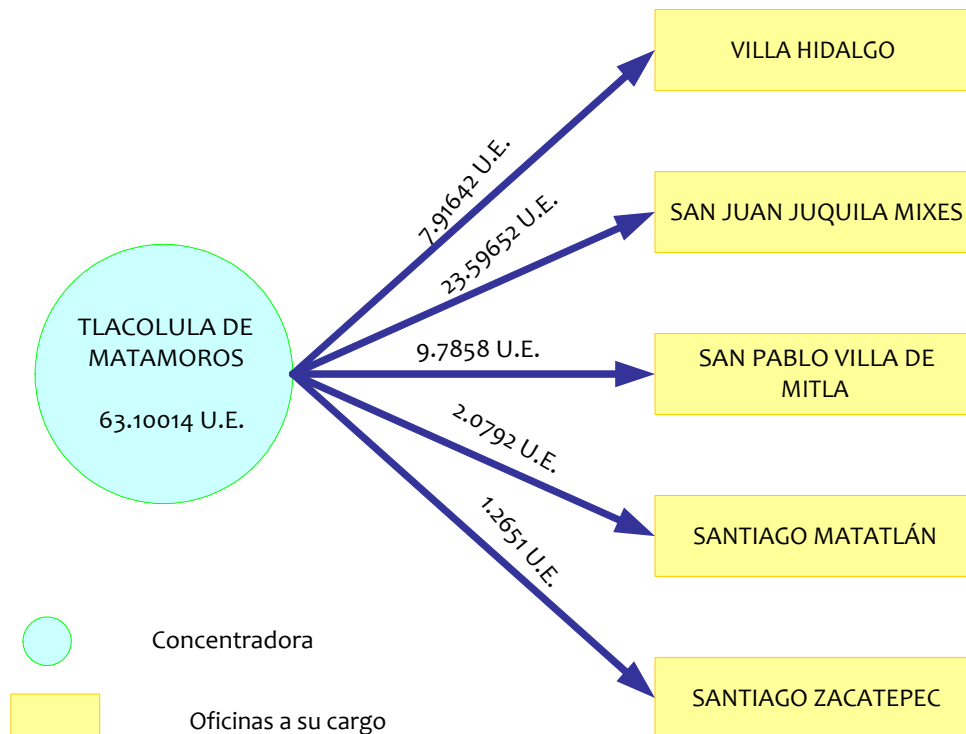 VILLA HIDALGO
7.91642 U.E.
SAN JUAN JUQUILA MIXES
23.59652 U.E.
TLACOLULA DE
MATAMOROS
63.10014 U.E.
9.7858 U.E.
SAN PABLO VILLA DE
MITLA
2.0792 U.E.
SANTIAGO MATATLÁN
1.2651 U.E.
SANTIAGO ZACATEPEC
Concentradora
Oficinas a su cargo